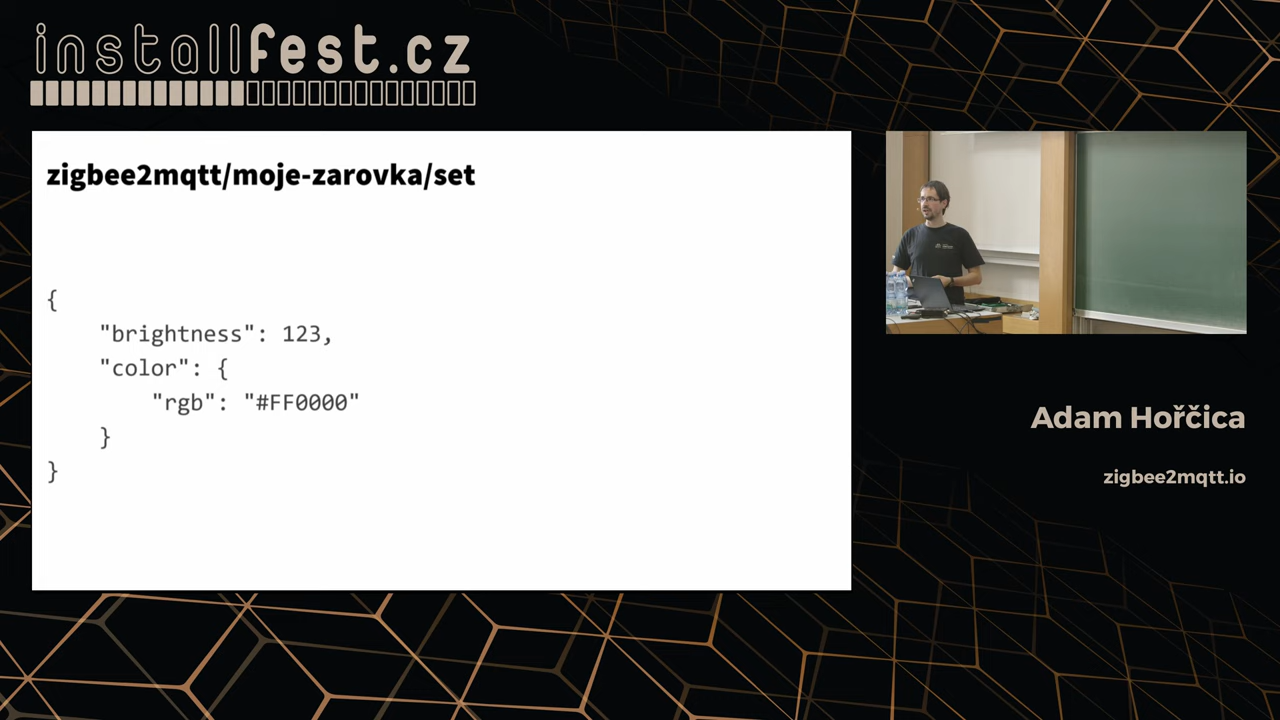 installfest.cz
zigbee2mqtt/moje-zarovka/set
{
    "brightness": 123,
    "color": {
        "rgb": "#FF0000"
    }
}
Adam Hořčica
zigbee2mqtt.io